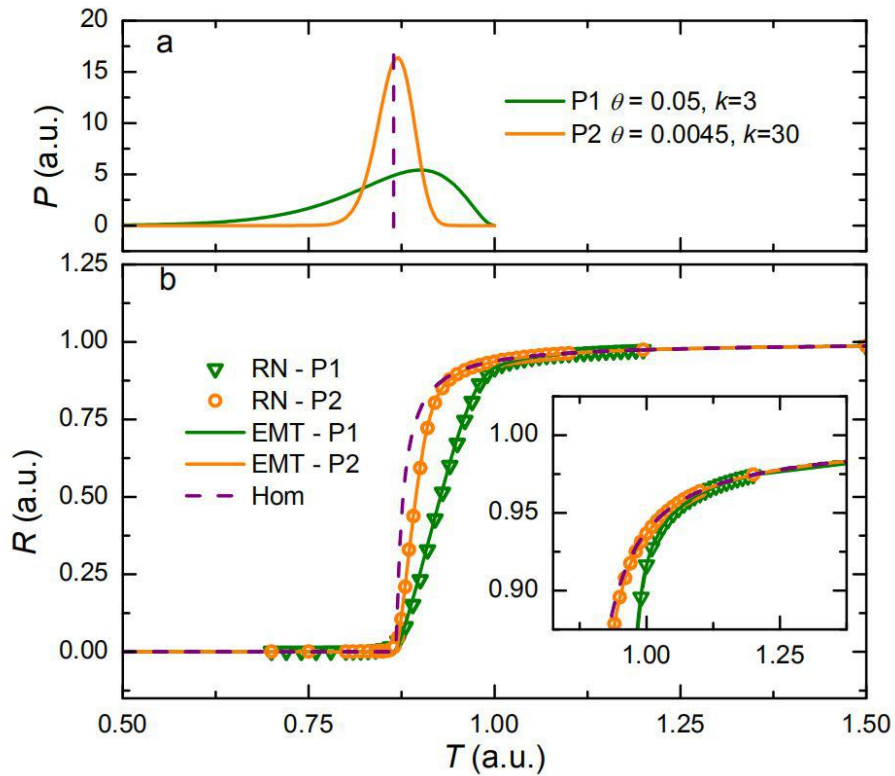 a
P (a.u.)
20
15
10
5
0
P1 θ = 0.05, k=3
P2 θ = 0.0045, k=30
b
R (a.u.)
1.25
1.00
0.75
0.50
0.25
0.00
RN - P1
RN - P2
EMT - P1
EMT - P2
Hom
1.00
0.95
0.90
1.00 1.25
0.50 0.75 1.00 1.25 1.50
T (a.u.)